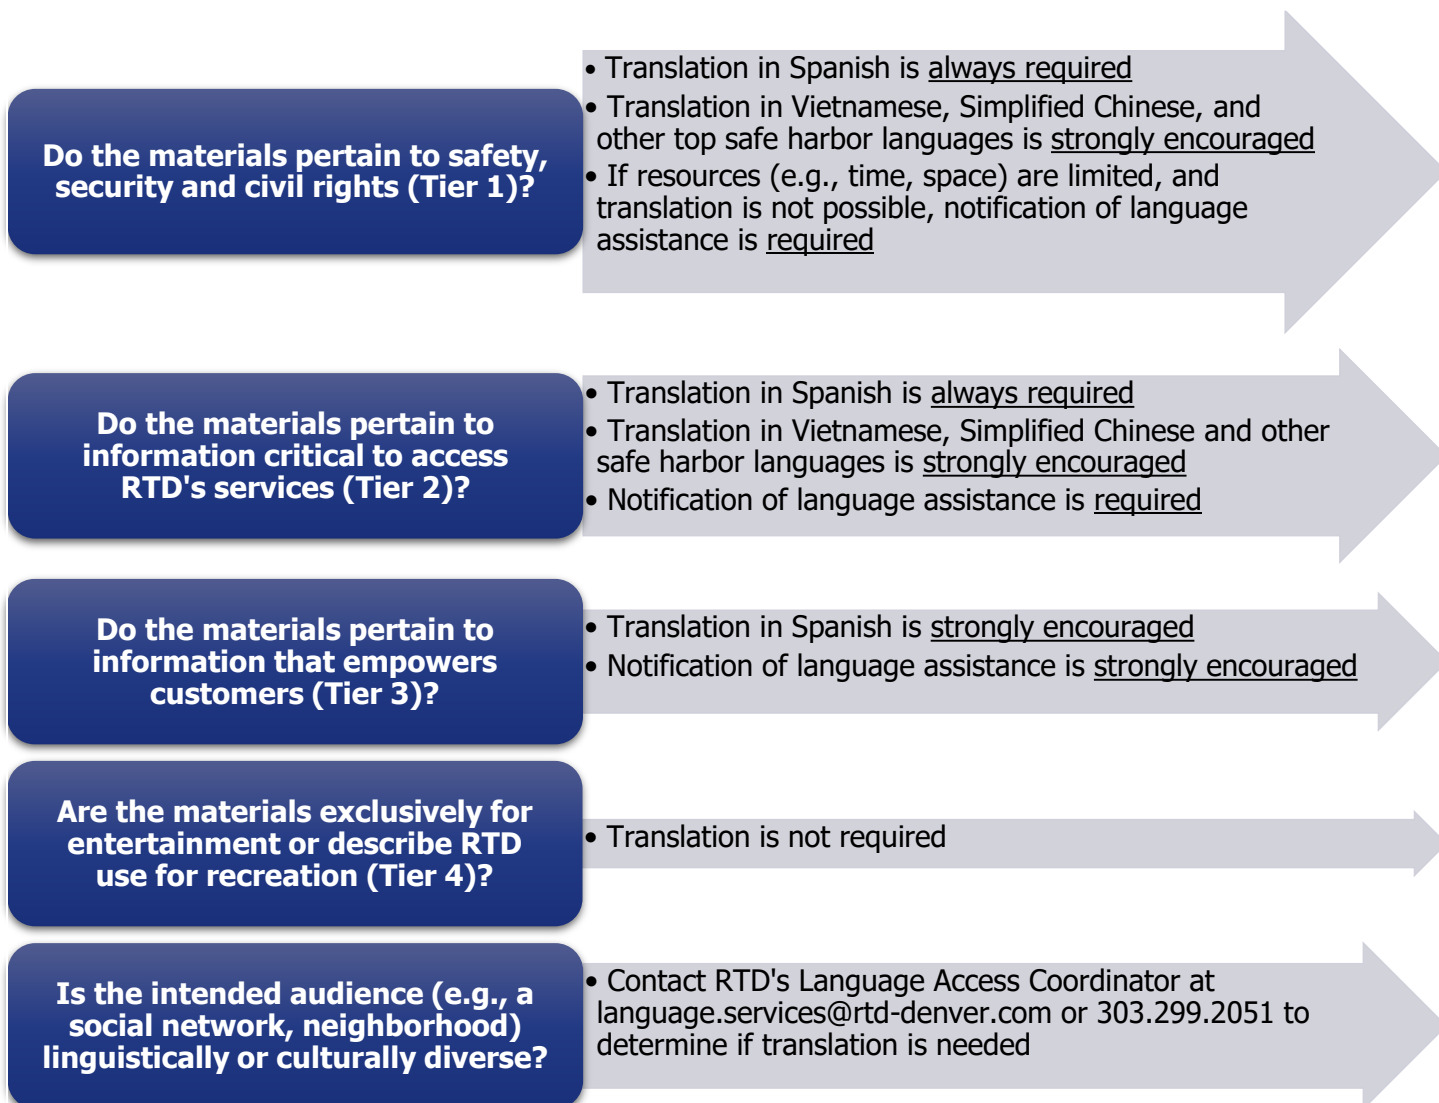 Do the materials pertain to safety,
security and civil rights (Tier 1)?
• Translation in Spanish is always required
• Translation in Vietnamese, Simplified Chinese, and
other top safe harbor languages is strongly encouraged
• If resources (e.g., time, space) are limited, and
translation is not possible, notification of language
assistance is required
Do the materials pertain to
information critical to access
RTD's services (Tier 2)?
• Translation in Spanish is always required
• Translation in Vietnamese, Simplified Chinese and other
safe harbor languages is strongly encouraged
• Notification of language assistance is required
Do the materials pertain to
information that empowers
customers (Tier 3)?
• Translation in Spanish is strongly encouraged
• Notification of language assistance is strongly encouraged
Are the materials exclusively for
entertainment or describe RTD
use for recreation (Tier 4)?
• Translation is not required
Is the intended audience (e.g., a
social network, neighborhood)
linguistically or culturally diverse?
• Contact RTD's Language Access Coordinator at
language.services@rtd-denver.com or 303.299.2051 to
determine if translation is needed